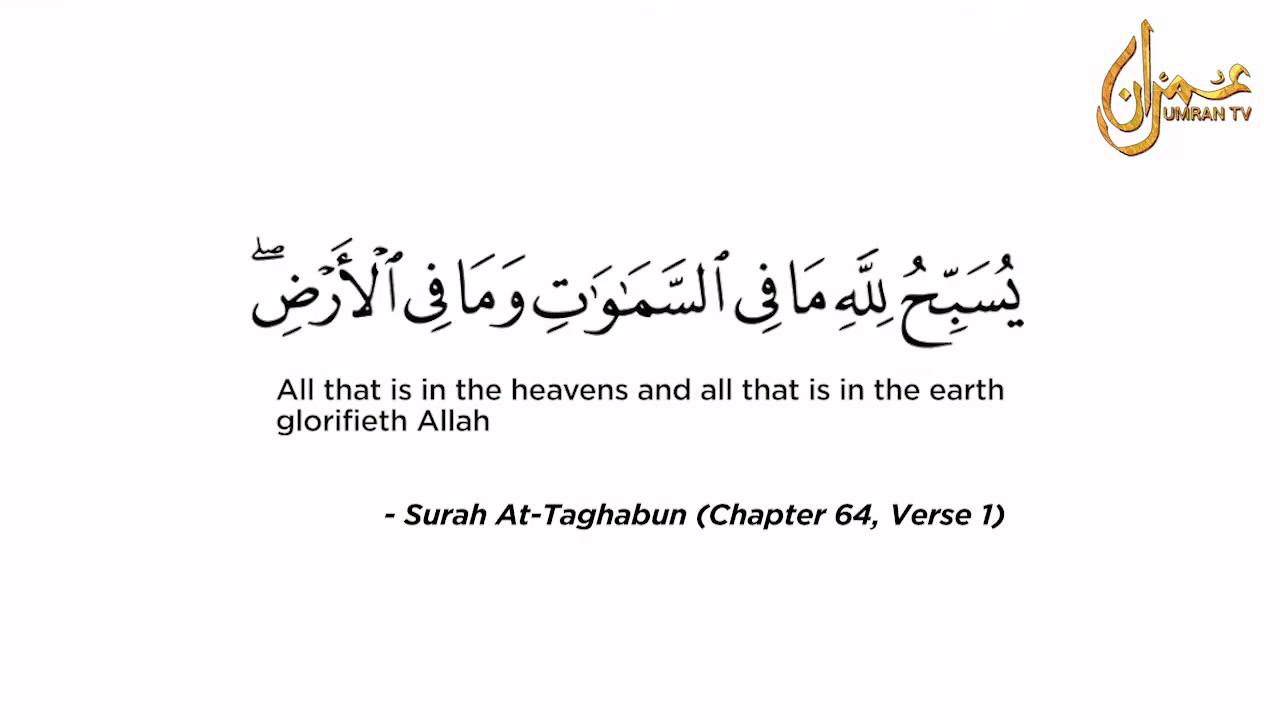 عمران
UMRAN TV
يُسَبِّحُ لِلَّهِ مَا فِى ٱلسَّمَـٰوَٰتِ وَمَا فِى ٱلْأَرْضِ ۖ
All that is in the heavens and all that is in the earth
glorifieth Allah
- Surah At-Taghabun (Chapter 64, Verse 1)